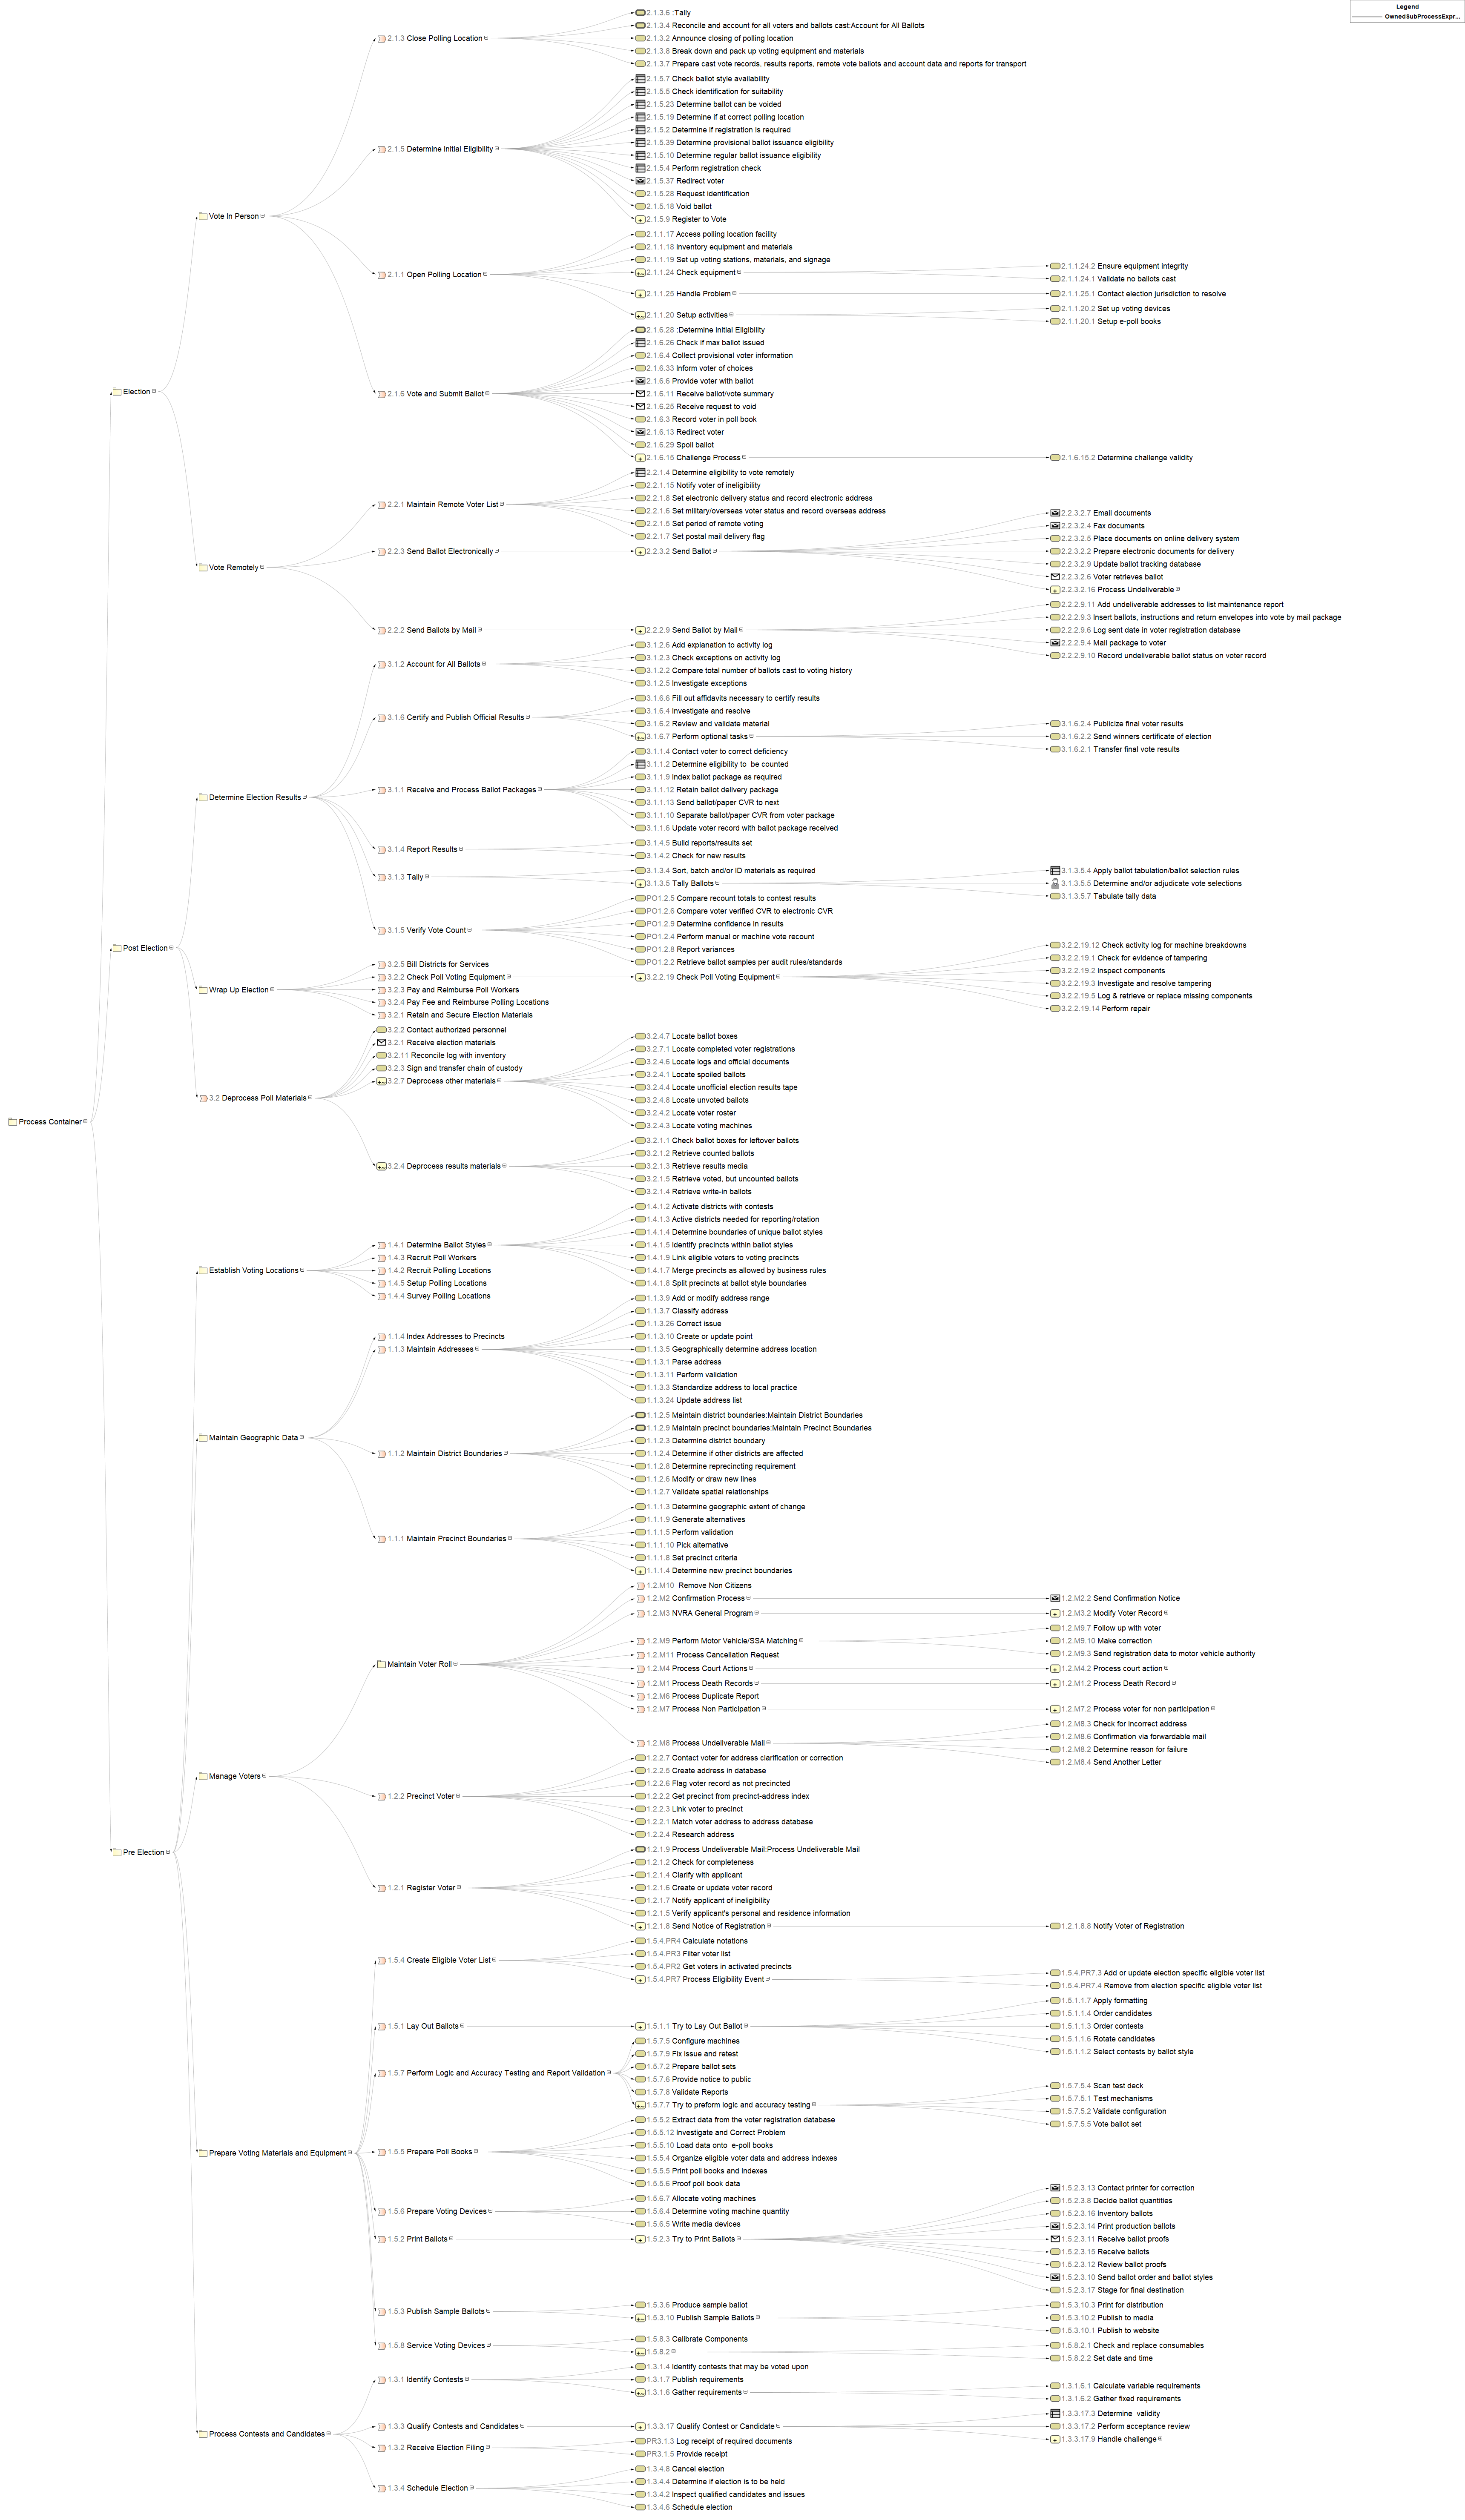 Legend
OwnedSubProcessExpr...
2.1.3.6 :Tally
2.1.3.4 Reconcile and account for all voters and ballots cast:Account for All Ballots
2.1.3 Close Polling Location
2.1.3.2 Announce closing of polling location
2.1.3.8 Break down and pack up voting equipment and materials
2.1.3.7 Prepare cast vote records, results reports, remote vote ballots and account data and reports for transport
2.1.5.7 Check ballot style availability
2.1.5.5 Check identification for suitability
2.1.5.23 Determine ballot can be voided
2.1.5.19 Determine if at correct polling location
2.1.5.2 Determine if registration is required
2.1.5.39 Determine provisional ballot issuance eligibility
2.1.5 Determine Initial Eligibility
2.1.5.10 Determine regular ballot issuance eligibility
2.1.5.4 Perform registration check
2.1.5.37 Redirect voter
2.1.5.28 Request identification
2.1.5.18 Void ballot
Vote In Person
2.1.5.9 Register to Vote
2.1.1.17 Access polling location facility
2.1.1.18 Inventory equipment and materials
2.1.1.19 Set up voting stations, materials, and signage
2.1.1.24.2 Ensure equipment integrity
2.1.1 Open Polling Location
2.1.1.24 Check equipment
2.1.1.24.1 Validate no ballots cast
2.1.1.25 Handle Problem
2.1.1.25.1 Contact election jurisdiction to resolve
2.1.1.20.2 Set up voting devices
2.1.1.20 Setup activities
2.1.1.20.1 Setup e-poll books
2.1.6.28 :Determine Initial Eligibility
2.1.6.26 Check if max ballot issued
2.1.6.4 Collect provisional voter information
2.1.6.33 Inform voter of choices
2.1.6.6 Provide voter with ballot
Election
2.1.6 Vote and Submit Ballot
2.1.6.11 Receive ballot/vote summary
2.1.6.25 Receive request to void
2.1.6.3 Record voter in poll book
2.1.6.13 Redirect voter
2.1.6.29 Spoil ballot
2.1.6.15 Challenge Process
2.1.6.15.2 Determine challenge validity
2.2.1.4 Determine eligibility to vote remotely
2.2.1.15 Notify voter of ineligibility
2.2.1.8 Set electronic delivery status and record electronic address
2.2.1 Maintain Remote Voter List
2.2.1.6 Set military/overseas voter status and record overseas address
2.2.3.2.7 Email documents
2.2.1.5 Set period of remote voting
2.2.3.2.4 Fax documents
2.2.1.7 Set postal mail delivery flag
2.2.3.2.5 Place documents on online delivery system
2.2.3 Send Ballot Electronically
2.2.3.2 Send Ballot
2.2.3.2.2 Prepare electronic documents for delivery
Vote Remotely
2.2.3.2.9 Update ballot tracking database
2.2.3.2.6 Voter retrieves ballot
2.2.3.2.16 Process Undeliverable
2.2.2.9.11 Add undeliverable addresses to list maintenance report
2.2.2.9.3 Insert ballots, instructions and return envelopes into vote by mail package
2.2.2 Send Ballots by Mail
2.2.2.9 Send Ballot by Mail
2.2.2.9.6 Log sent date in voter registration database
2.2.2.9.4 Mail package to voter
2.2.2.9.10 Record undeliverable ballot status on voter record
3.1.2.6 Add explanation to activity log
3.1.2.3 Check exceptions on activity log
3.1.2 Account for All Ballots
3.1.2.2 Compare total number of ballots cast to voting history
3.1.2.5 Investigate exceptions
3.1.6.6 Fill out affidavits necessary to certify results
3.1.6.4 Investigate and resolve
3.1.6 Certify and Publish Official Results
3.1.6.2 Review and validate material
3.1.6.2.4 Publicize final voter results
3.1.6.7 Perform optional tasks
3.1.6.2.2 Send winners certificate of election
3.1.6.2.1 Transfer final vote results
3.1.1.4 Contact voter to correct deficiency
3.1.1.2 Determine eligibility to  be counted
3.1.1.9 Index ballot package as required
3.1.1 Receive and Process Ballot Packages
3.1.1.12 Retain ballot delivery package
Determine Election Results
3.1.1.13 Send ballot/paper CVR to next
3.1.1.10 Separate ballot/paper CVR from voter package
3.1.1.6 Update voter record with ballot package received
3.1.4.5 Build reports/results set
3.1.4 Report Results
3.1.4.2 Check for new results
3.1.3.4 Sort, batch and/or ID materials as required
3.1.3.5.4 Apply ballot tabulation/ballot selection rules
3.1.3 Tally
3.1.3.5 Tally Ballots
3.1.3.5.5 Determine and/or adjudicate vote selections
3.1.3.5.7 Tabulate tally data
PO1.2.5 Compare recount totals to contest results
PO1.2.6 Compare voter verified CVR to electronic CVR
PO1.2.9 Determine confidence in results
3.1.5 Verify Vote Count
PO1.2.4 Perform manual or machine vote recount
PO1.2.8 Report variances
PO1.2.2 Retrieve ballot samples per audit rules/standards
Post Election
3.2.2.19.12 Check activity log for machine breakdowns
3.2.2.19.1 Check for evidence of tampering
3.2.5 Bill Districts for Services
3.2.2.19.2 Inspect components
3.2.2 Check Poll Voting Equipment
3.2.2.19 Check Poll Voting Equipment
3.2.2.19.3 Investigate and resolve tampering
Wrap Up Election
3.2.3 Pay and Reimburse Poll Workers
3.2.2.19.5 Log & retrieve or replace missing components
3.2.4 Pay Fee and Reimburse Polling Locations
3.2.2.19.14 Perform repair
3.2.1 Retain and Secure Election Materials
3.2.2 Contact authorized personnel
3.2.1 Receive election materials
3.2.11 Reconcile log with inventory
3.2.3 Sign and transfer chain of custody
3.2.4.7 Locate ballot boxes
3.2.7.1 Locate completed voter registrations
3.2.4.6 Locate logs and official documents
3.2.4.1 Locate spoiled ballots
3.2.7 Deprocess other materials
3.2.4.4 Locate unofficial election results tape
3.2 Deprocess Poll Materials
3.2.4.8 Locate unvoted ballots
3.2.4.2 Locate voter roster
3.2.4.3 Locate voting machines
Process Container
3.2.1.1 Check ballot boxes for leftover ballots
3.2.1.2 Retrieve counted ballots
3.2.4 Deprocess results materials
3.2.1.3 Retrieve results media
3.2.1.5 Retrieve voted, but uncounted ballots
3.2.1.4 Retrieve write-in ballots
1.4.1.2 Activate districts with contests
1.4.1.3 Active districts needed for reporting/rotation
1.4.1.4 Determine boundaries of unique ballot styles
1.4.1 Determine Ballot Styles
1.4.1.5 Identify precincts within ballot styles
1.4.3 Recruit Poll Workers
1.4.1.9 Link eligible voters to voting precincts
Establish Voting Locations
1.4.2 Recruit Polling Locations
1.4.1.7 Merge precincts as allowed by business rules
1.4.5 Setup Polling Locations
1.4.1.8 Split precincts at ballot style boundaries
1.4.4 Survey Polling Locations
1.1.3.9 Add or modify address range
1.1.3.7 Classify address
1.1.3.26 Correct issue
1.1.4 Index Addresses to Precincts
1.1.3.10 Create or update point
1.1.3 Maintain Addresses
1.1.3.5 Geographically determine address location
1.1.3.1 Parse address
1.1.3.11 Perform validation
1.1.3.3 Standardize address to local practice
1.1.3.24 Update address list
1.1.2.5 Maintain district boundaries:Maintain District Boundaries
1.1.2.9 Maintain precinct boundaries:Maintain Precinct Boundaries
Maintain Geographic Data
1.1.2.3 Determine district boundary
1.1.2 Maintain District Boundaries
1.1.2.4 Determine if other districts are affected
1.1.2.8 Determine reprecincting requirement
1.1.2.6 Modify or draw new lines
1.1.2.7 Validate spatial relationships
1.1.1.3 Determine geographic extent of change
1.1.1.9 Generate alternatives
1.1.1.5 Perform validation
1.1.1 Maintain Precinct Boundaries
1.1.1.10 Pick alternative
1.1.1.8 Set precinct criteria
1.1.1.4 Determine new precinct boundaries
1.2.M10  Remove Non Citizens
1.2.M2 Confirmation Process
1.2.M2.2 Send Confirmation Notice
1.2.M3 NVRA General Program
1.2.M3.2 Modify Voter Record
1.2.M9.7 Follow up with voter
1.2.M9 Perform Motor Vehicle/SSA Matching
1.2.M9.10 Make correction
1.2.M11 Process Cancellation Request
1.2.M9.3 Send registration data to motor vehicle authority
Maintain Voter Roll
1.2.M4 Process Court Actions
1.2.M4.2 Process court action
1.2.M1 Process Death Records
1.2.M1.2 Process Death Record
1.2.M6 Process Duplicate Report
1.2.M7 Process Non Participation
1.2.M7.2 Process voter for non participation
1.2.M8.3 Check for incorrect address
1.2.M8.6 Confirmation via forwardable mail
1.2.M8 Process Undeliverable Mail
1.2.M8.2 Determine reason for failure
1.2.M8.4 Send Another Letter
1.2.2.7 Contact voter for address clarification or correction
1.2.2.5 Create address in database
Manage Voters
1.2.2.6 Flag voter record as not precincted
1.2.2 Precinct Voter
1.2.2.2 Get precinct from precinct-address index
1.2.2.3 Link voter to precinct
1.2.2.1 Match voter address to address database
1.2.2.4 Research address
Pre Election
1.2.1.9 Process Undeliverable Mail:Process Undeliverable Mail
1.2.1.2 Check for completeness
1.2.1.4 Clarify with applicant
1.2.1 Register Voter
1.2.1.6 Create or update voter record
1.2.1.7 Notify applicant of ineligibility
1.2.1.5 Verify applicant's personal and residence information
1.2.1.8 Send Notice of Registration
1.2.1.8.8 Notify Voter of Registration
1.5.4.PR4 Calculate notations
1.5.4.PR3 Filter voter list
1.5.4 Create Eligible Voter List
1.5.4.PR2 Get voters in activated precincts
1.5.4.PR7.3 Add or update election specific eligible voter list
1.5.4.PR7 Process Eligibility Event
1.5.4.PR7.4 Remove from election specific eligible voter list
1.5.1.1.7 Apply formatting
1.5.1.1.4 Order candidates
1.5.1 Lay Out Ballots
1.5.1.1 Try to Lay Out Ballot
1.5.1.1.3 Order contests
1.5.7.5 Configure machines
1.5.1.1.6 Rotate candidates
1.5.7.9 Fix issue and retest
1.5.1.1.2 Select contests by ballot style
1.5.7.2 Prepare ballot sets
1.5.7 Perform Logic and Accuracy Testing and Report Validation
1.5.7.6 Provide notice to public
1.5.7.5.4 Scan test deck
1.5.7.8 Validate Reports
1.5.7.5.1 Test mechanisms
1.5.7.7 Try to preform logic and accuracy testing
1.5.7.5.2 Validate configuration
1.5.5.2 Extract data from the voter registration database
1.5.7.5.5 Vote ballot set
1.5.5.12 Investigate and Correct Problem
1.5.5.10 Load data onto  e-poll books
Prepare Voting Materials and Equipment
1.5.5 Prepare Poll Books
1.5.5.4 Organize eligible voter data and address indexes
1.5.5.5 Print poll books and indexes
1.5.5.6 Proof poll book data
1.5.2.3.13 Contact printer for correction
1.5.6.7 Allocate voting machines
1.5.2.3.8 Decide ballot quantities
1.5.6 Prepare Voting Devices
1.5.6.4 Determine voting machine quantity
1.5.2.3.16 Inventory ballots
1.5.6.5 Write media devices
1.5.2.3.14 Print production ballots
1.5.2 Print Ballots
1.5.2.3 Try to Print Ballots
1.5.2.3.11 Receive ballot proofs
1.5.2.3.15 Receive ballots
1.5.2.3.12 Review ballot proofs
1.5.2.3.10 Send ballot order and ballot styles
1.5.2.3.17 Stage for final destination
1.5.3.6 Produce sample ballot
1.5.3.10.3 Print for distribution
1.5.3 Publish Sample Ballots
1.5.3.10 Publish Sample Ballots
1.5.3.10.2 Publish to media
1.5.3.10.1 Publish to website
1.5.8.3 Calibrate Components
1.5.8 Service Voting Devices
1.5.8.2.1 Check and replace consumables
1.5.8.2
1.5.8.2.2 Set date and time
1.3.1.4 Identify contests that may be voted upon
1.3.1 Identify Contests
1.3.1.7 Publish requirements
1.3.1.6.1 Calculate variable requirements
1.3.1.6 Gather requirements
1.3.1.6.2 Gather fixed requirements
1.3.3.17.3 Determine  validity
1.3.3 Qualify Contests and Candidates
1.3.3.17 Qualify Contest or Candidate
1.3.3.17.2 Perform acceptance review
Process Contests and Candidates
1.3.3.17.9 Handle challenge
PR3.1.3 Log receipt of required documents
1.3.2 Receive Election Filing
PR3.1.5 Provide receipt
1.3.4.8 Cancel election
1.3.4.4 Determine if election is to be held
1.3.4 Schedule Election
1.3.4.2 Inspect qualified candidates and issues
1.3.4.6 Schedule election